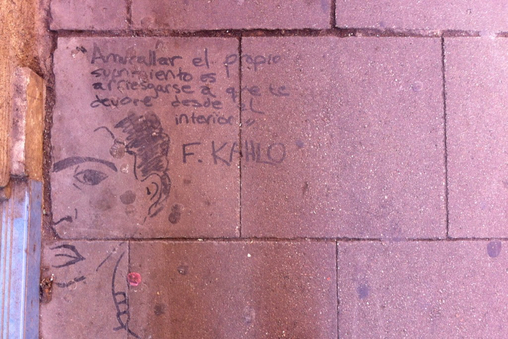 "Amurallar el propio
sufrimiento es
arriesgarse a que te
devore desde el
interior"
F. KAHLO